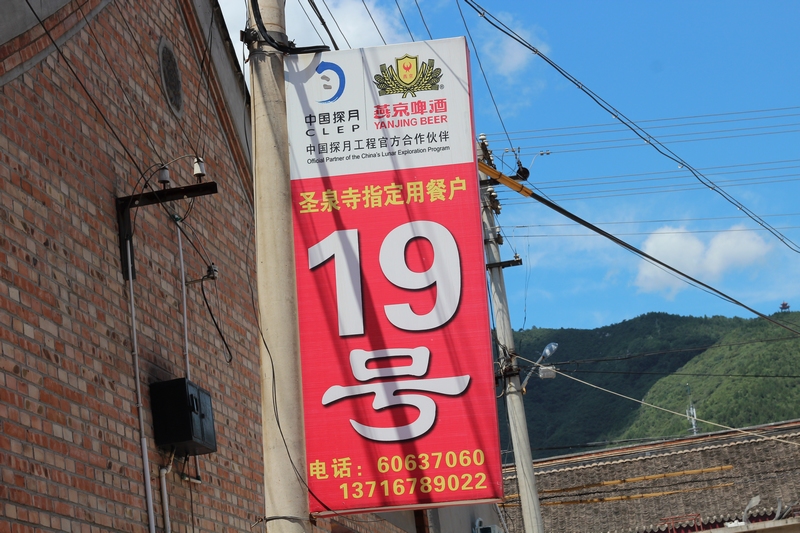 中国探月
CLEP
燕京啤酒
YANJING BEER
中国探月工程官方合作伙伴
Official Partner of the China's Lunar Exploration Program
圣泉寺指定用餐户
19
号
电话：60637060
13716789022